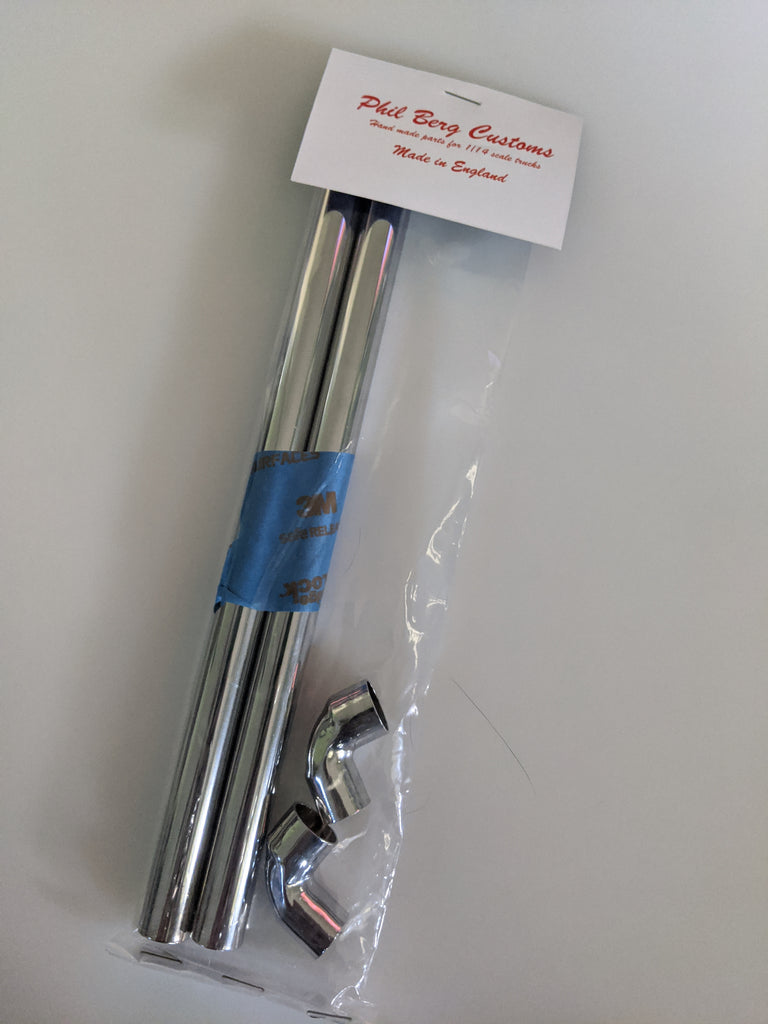 Phil Berg Customs
Hand made parts for 1/14 scale trucks
Made in England
3M